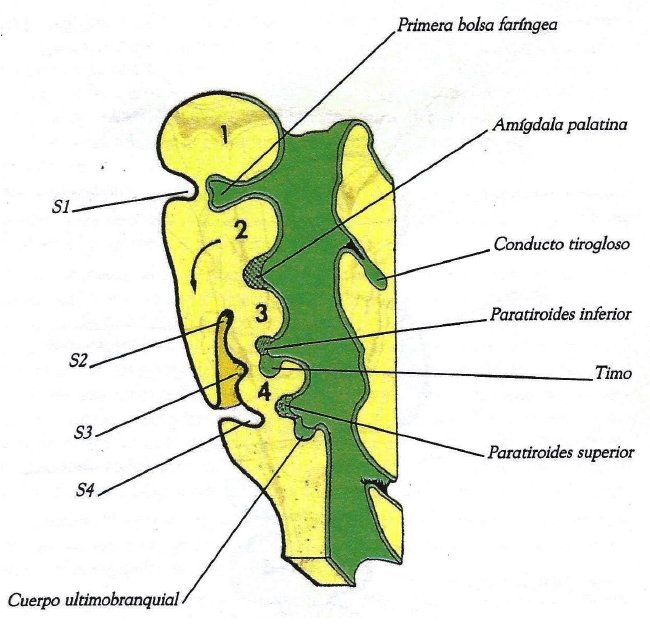 Primera bolsa faríngea
1
Amígdala palatina
S1
2
Conducto tirogloso
3
Paratiroides inferior
S2
Timo
4
S3
Paratiroides superior
S4
Cuerpo ultimobranquial